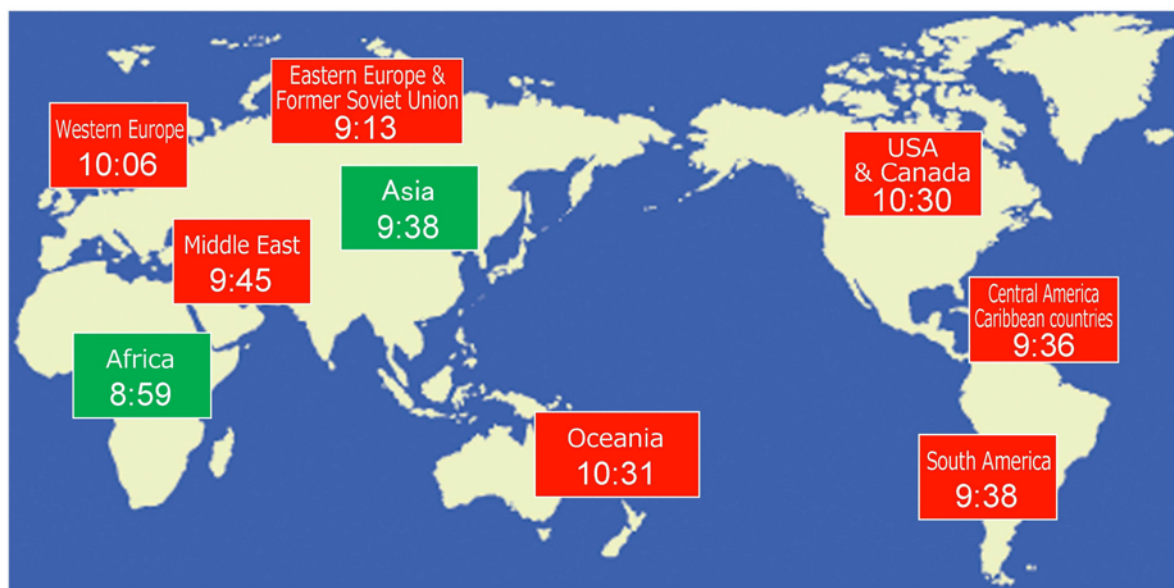 Eastern Europe &
Former Soviet Union
9:13
Western Europe
10:06
USA
& Canada
10:30
Asia
9:38
Middle East
9:45
Central America
Caribbean countries
9:36
Africa
8:59
Oceania
10:31
South America
9:38